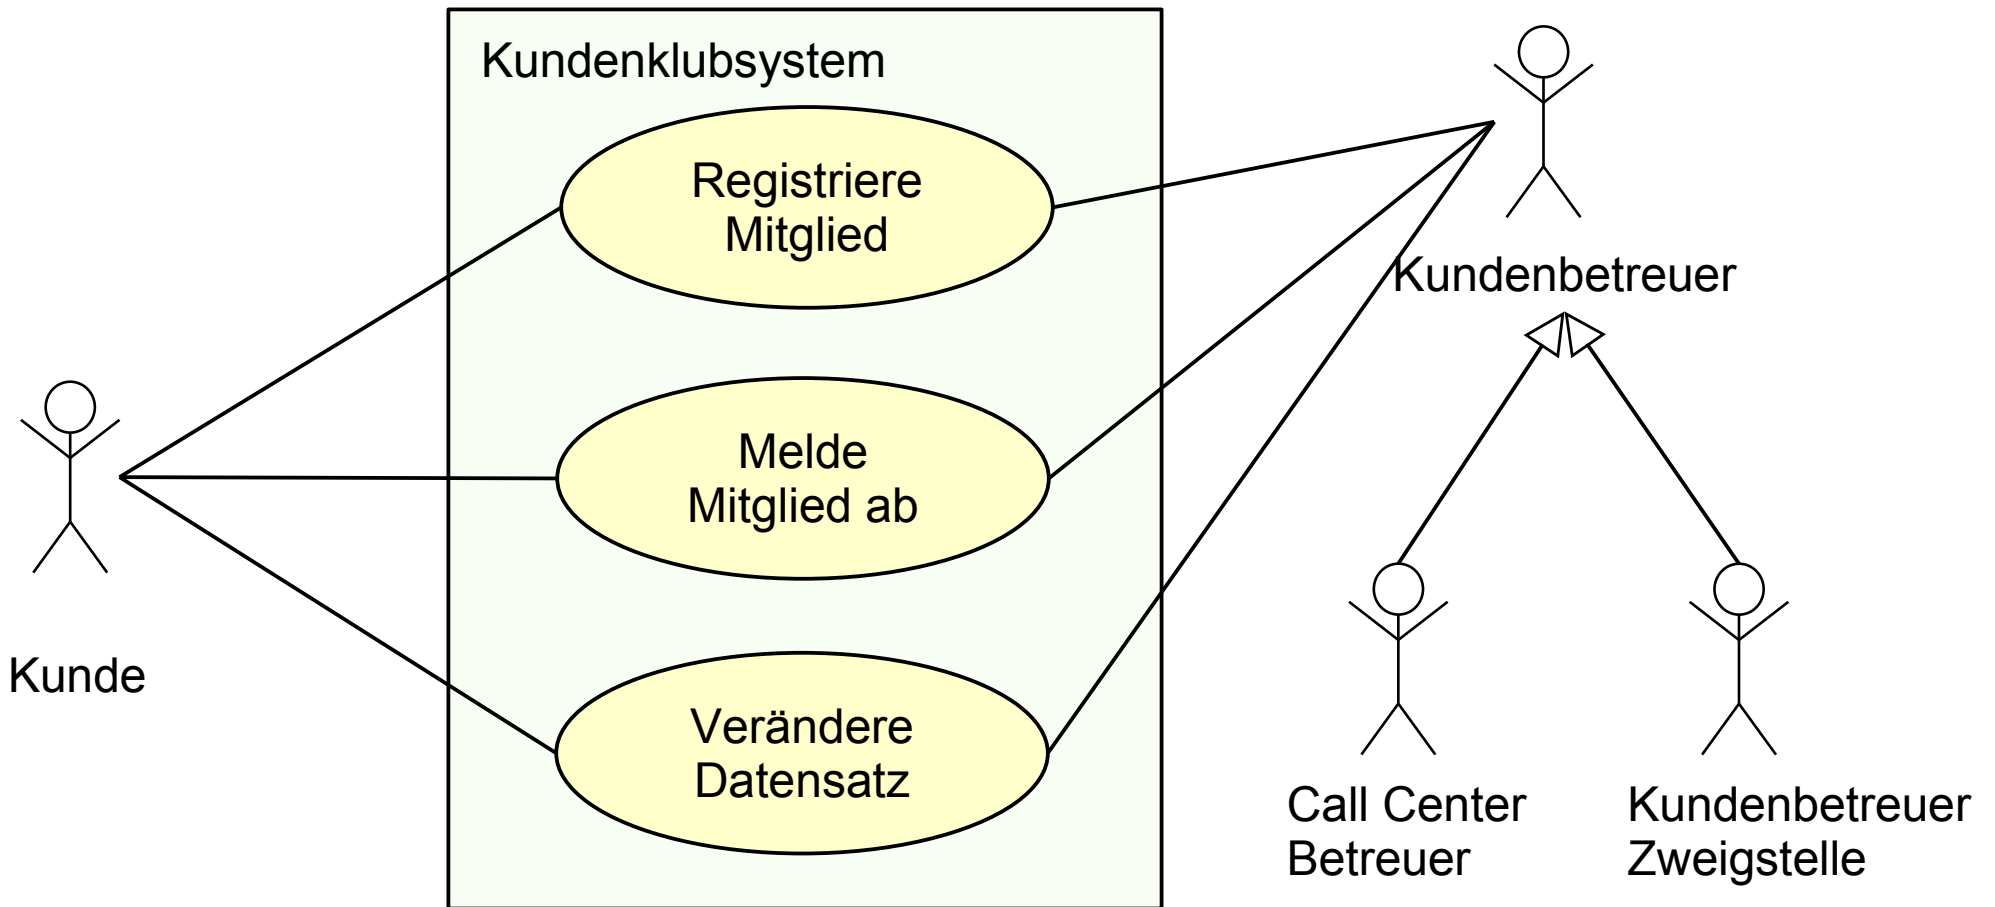 Kundenklubsystem
Registriere
Mitglied
Kundenbetreuer
Melde
Mitglied ab
Kunde
Verändere
Datensatz
Call Center
Betreuer
Kundenbetreuer
Zweigstelle